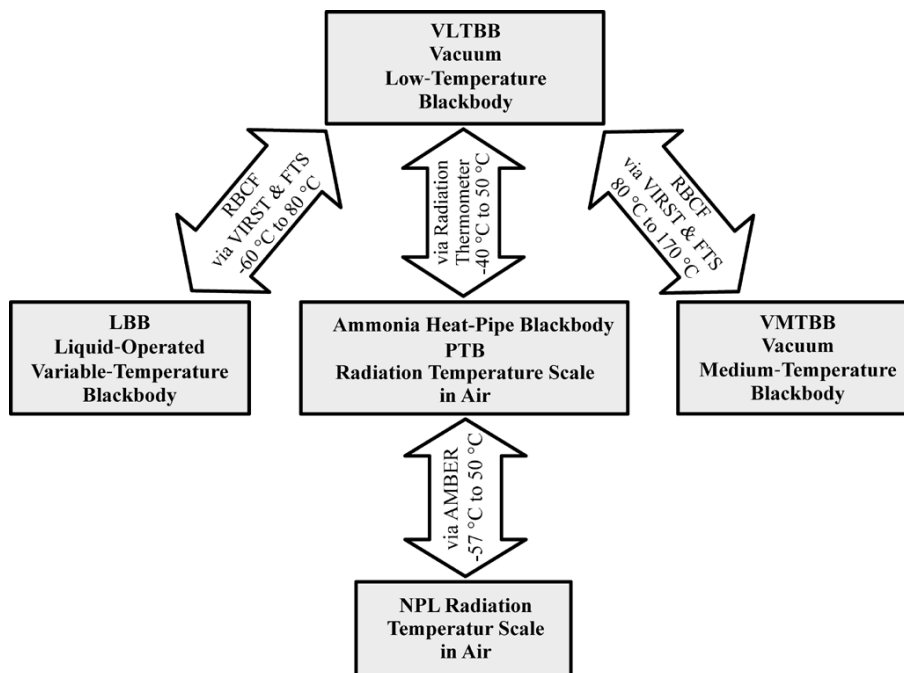 VLTBB
Vacuum
Low-Temperature
Blackbody
RBCF
via VIRST & FTS
-60 °C to 80 °C
via Radiation
Thermometer
-40 °C to 50 °C
RBCF
via VIRST & FTS
80 °C to 170 °C
LBB
Liquid-Operated
Variable-Temperature
Blackbody
Ammonia Heat-Pipe Blackbody
PTB
Radiation Temperature Scale
in Air
VMTBB
Vacuum
Medium-Temperature
Blackbody
via AMBER
-57 °C to 50 °C
NPL Radiation
Temperatur Scale
in Air